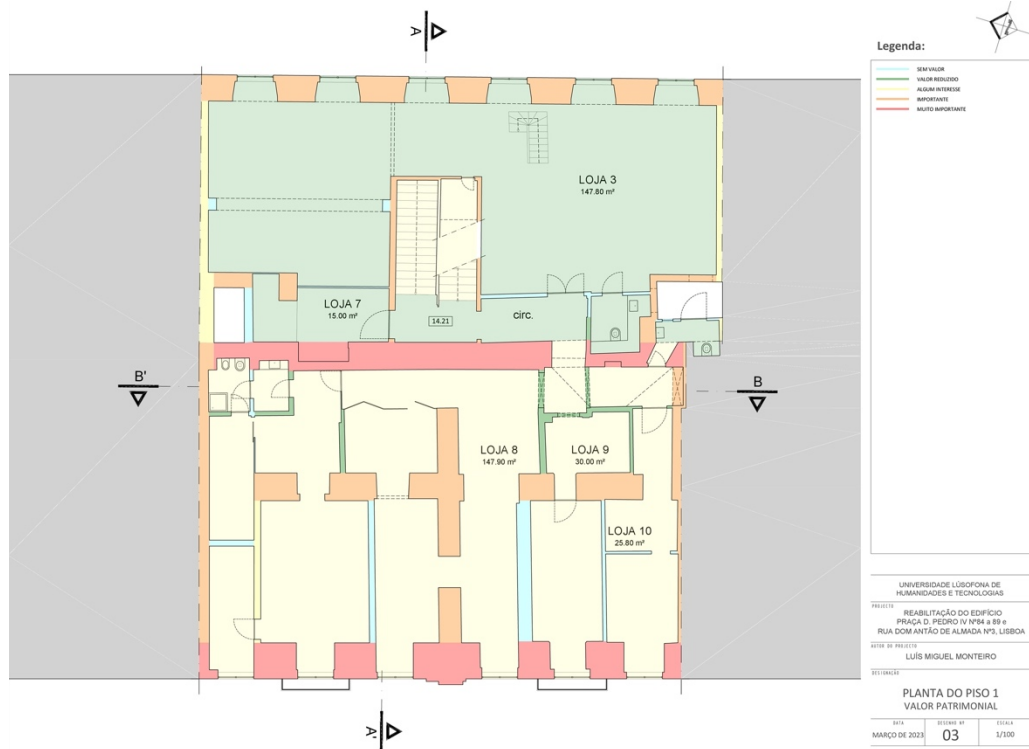 A
Legenda:
SEM VALOR
VALOR REDUZIDO
ALGUM INTERESSE
IMPORTANTE
MUITO IMPORTANTE
LOJA 3
147.80 m²
LOJA 7
15.00 m²
14.21
circ.
B'
B
LOJA 8
147.90 m²
LOJA 9
30.00 m²
LOJA 10
25.80 m²
A'
UNIVERSIDADE LÚSOFONA DE
HUMANIDADES E TECNOLOGIAS
PROJECTO
REABILITAÇÃO DO EDIFÍCIO
PRAÇA D. PEDRO IV Nº84 a 89 e
RUA DOM ANTÃO DE ALMADA Nº3, LISBOA
AUTOR DO PROJECTO
LUÍS MIGUEL MONTEIRO
DESIGNAÇÃO
PLANTA DO PISO 1
VALOR PATRIMONIAL
DATA DESENHO Nº ESCALA
MARÇO DE 2023 03 1/100